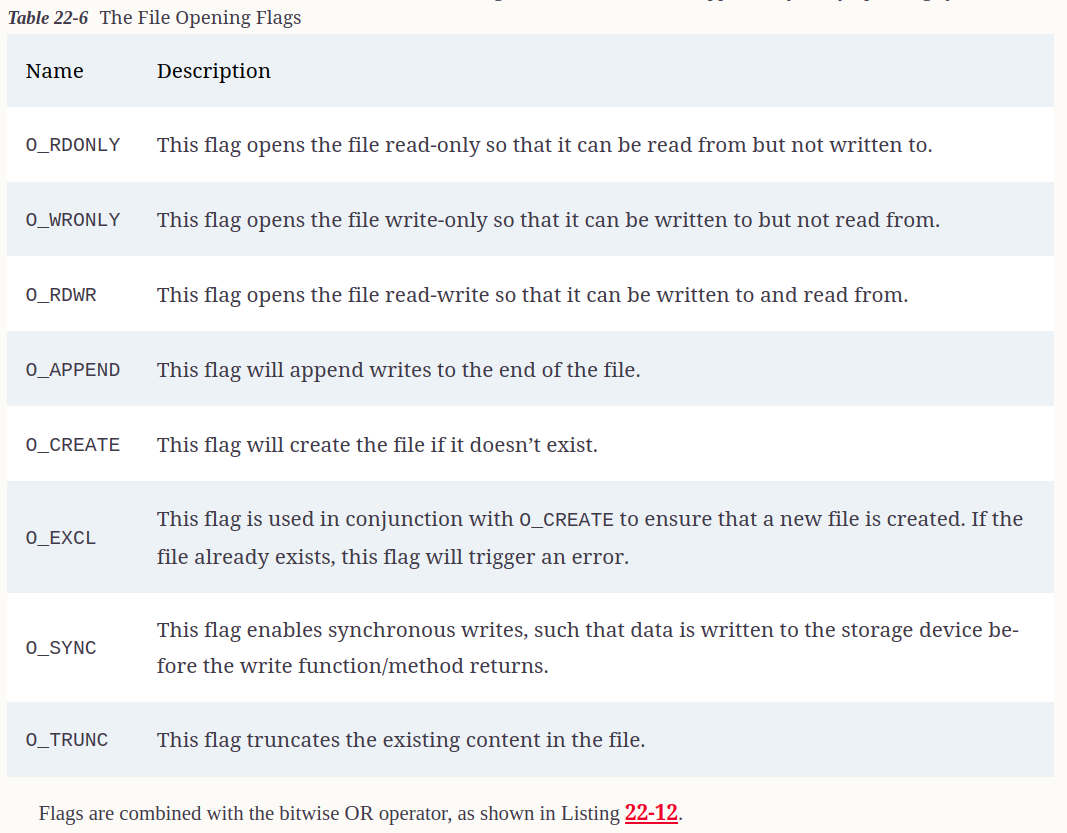 Table 22-6 The File Opening Flags
Name Description
O_RDONLY This flag opens the file read-only so that it can be read from but not written to.
O_WRONLY This flag opens the file write-only so that it can be written to but not read from.
O_RDWR This flag opens the file read-write so that it can be written to and read from.
O_APPEND This flag will append writes to the end of the file.
O_CREATE This flag will create the file if it doesn’t exist.
O_EXCL This flag is used in conjunction with O_CREATE to ensure that a new file is created. If the
file already exists, this flag will trigger an error.
O_SYNC This flag enables synchronous writes, such that data is written to the storage device be-
fore the write function/method returns.
O_TRUNC This flag truncates the existing content in the file.
Flags are combined with the bitwise OR operator, as shown in Listing 22-12.